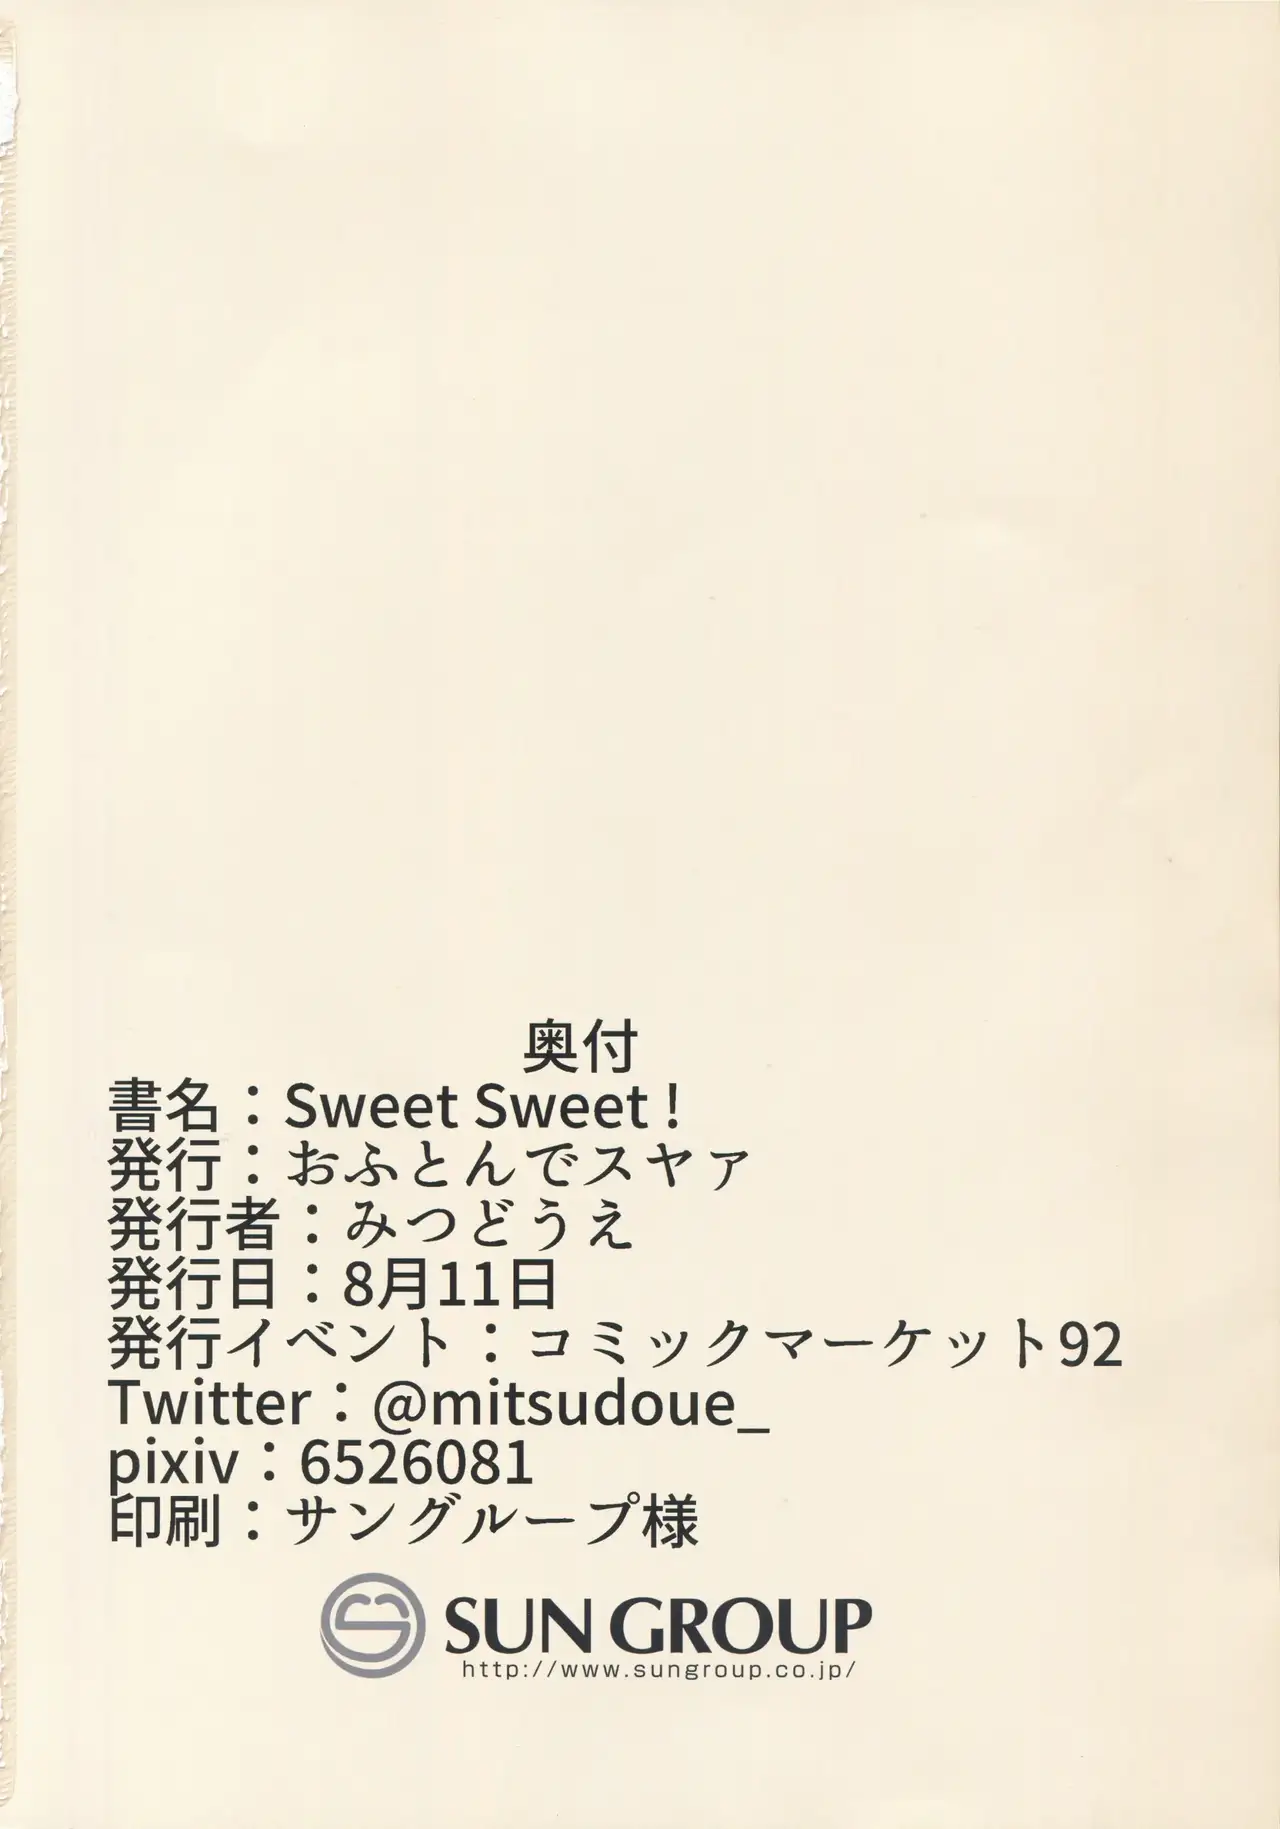 奥付
書名：Sweet Sweet！
発行：おふとんでスヤァ
発行者：みつどうえ
発行日：8月11日
発行イベント：コミックマーケット92
Twitter：@mitsudoue_
pixiv：6526081
印刷：サングループ様
SUN GROUP
http://www.sungroup.co.jp/